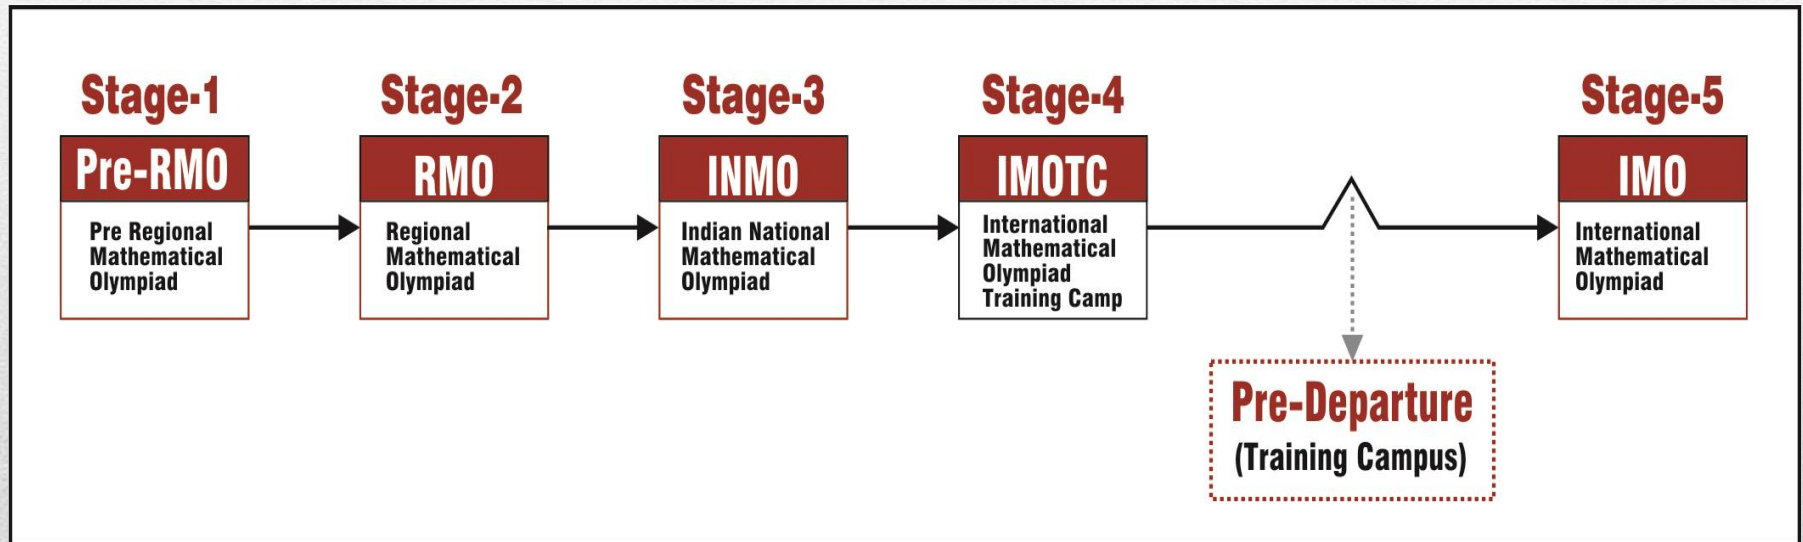 Stage-1
Pre-RMO
Pre Regional
Mathematical
Olympiad
Stage-2
RMO
Regional
Mathematical
Olympiad
Stage-3
INMO
Indian National
Mathematical
Olympiad
Stage-4
IMOTC
International
Mathematical
Olympiad
Training Camp
Pre-Departure
(Training Campus)
Stage-5
IMO
International
Mathematical
Olympiad